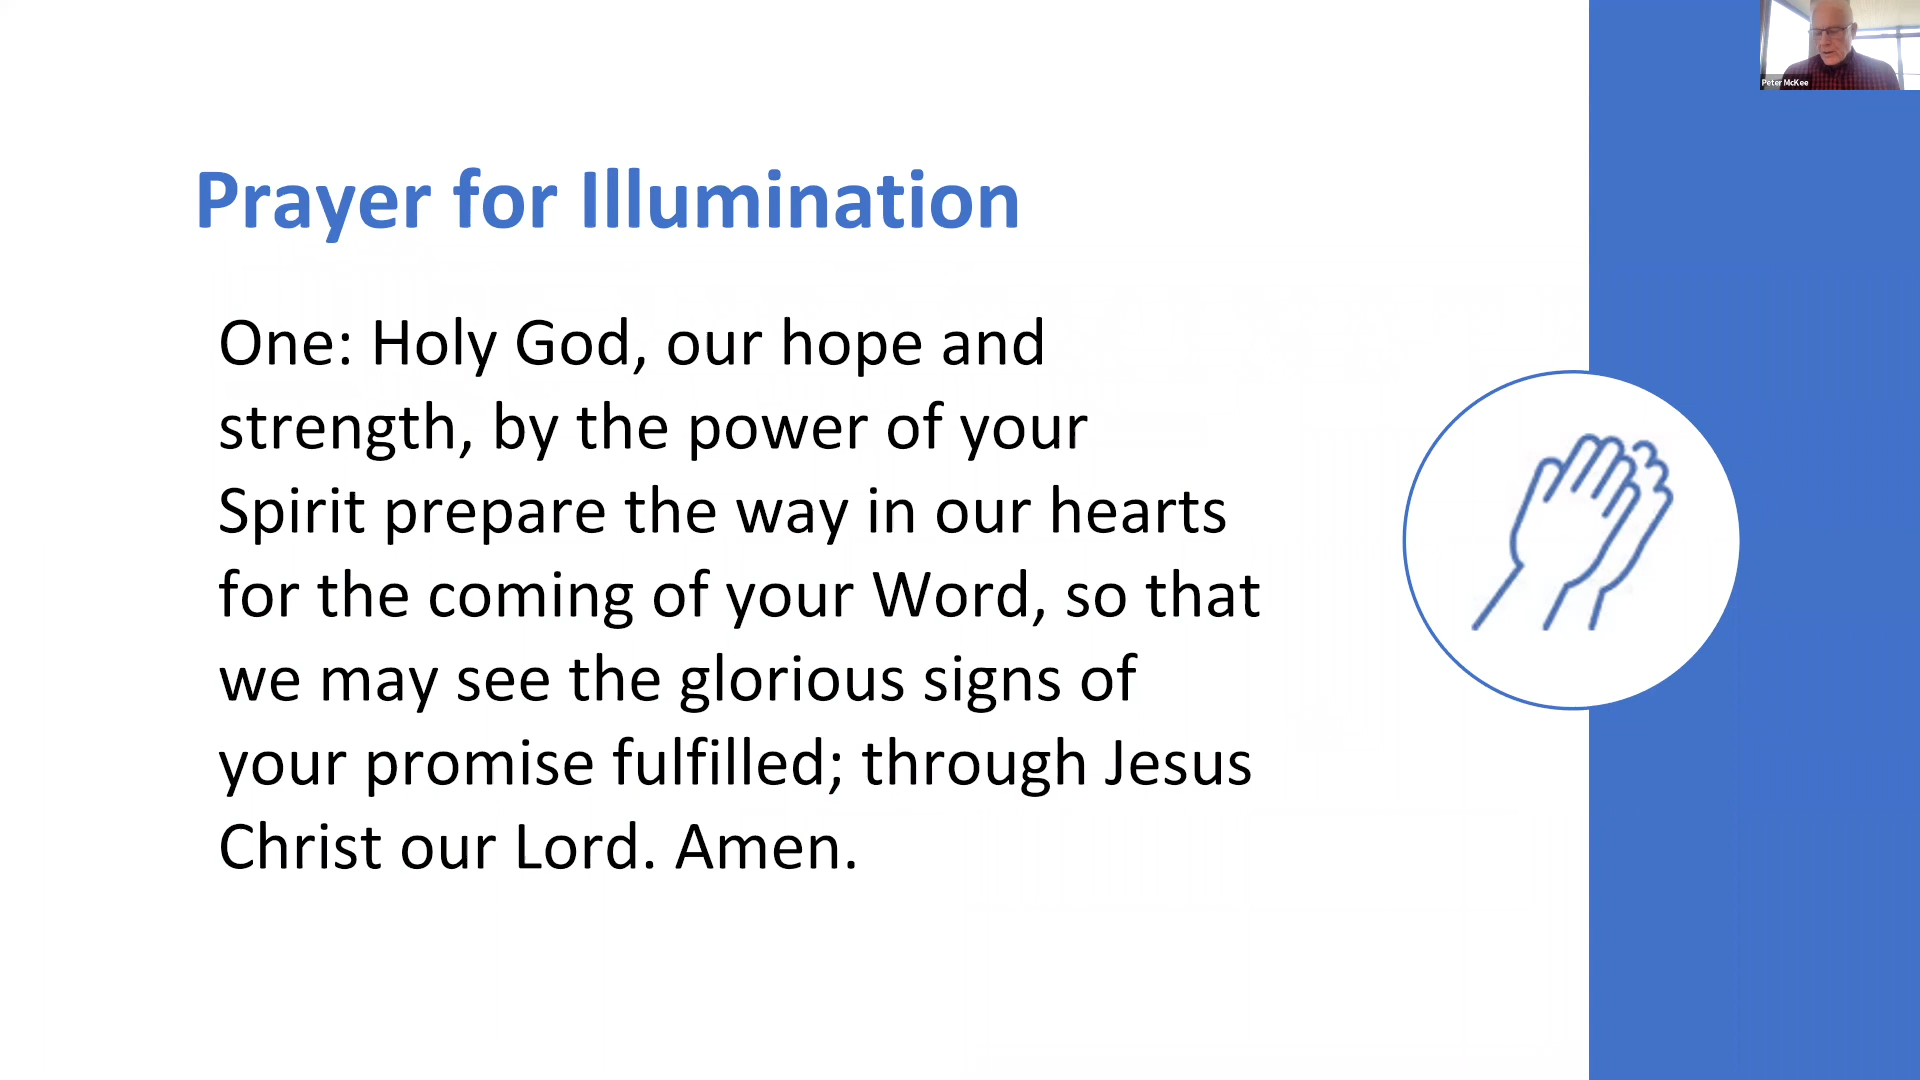 Peter McKee
Prayer for Illumination
One: Holy God, our hope and
strength, by the power of your
Spirit prepare the way in our hearts
for the coming of your Word, so that
we may see the glorious signs of
your promise fulfilled; through Jesus
Christ our Lord. Amen.